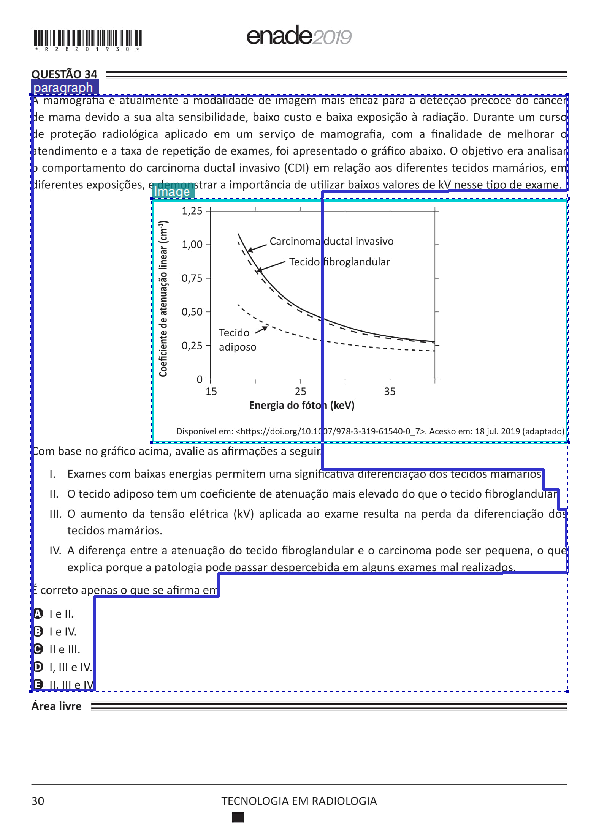 *R28201930*
enade2019
QUESTÃO 34
paragraph
A mamografia é atualmente a modalidade de imagem mais eficaz para a detecção precoce do câncer
de mama devido a sua alta sensibilidade, baixo custo e baixa exposição à radiação. Durante um curso
de proteção radiológica aplicado em um serviço de mamografia, com a finalidade de melhorar o
atendimento e a taxa de repetição de exames, foi apresentado o gráfico abaixo. O objetivo era analisar
o comportamento do carcinoma ductal invasivo (CDI) em relação aos diferentes tecidos mamários, em
diferentes exposições, e demonstrar a importância de utilizar baixos valores de kV nesse tipo de exame.
Image
Coeficiente de atenuação linear (cm⁻¹)
1,25
1,00
0,75
0,50
0,25
0
Carcinoma ductal invasivo
Tecido fibroglandular
Tecido
adiposo
15
25
35
Energia do fóton (keV)
Disponível em: <https://doi.org/10.1007/978-3-319-61540-0_7>. Acesso em: 18 jul. 2019 (adaptado)
Com base no gráfico acima, avalie as afirmações a seguir.
I. Exames com baixas energias permitem uma significativa diferenciação dos tecidos mamários.
II. O tecido adiposo tem um coeficiente de atenuação mais elevado do que o tecido fibroglandular.
III. O aumento da tensão elétrica (kV) aplicada ao exame resulta na perda da diferenciação dos
tecidos mamários.
IV. A diferença entre a atenuação do tecido fibroglandular e o carcinoma pode ser pequena, o que
explica porque a patologia pode passar despercebida em alguns exames mal realizados.
É correto apenas o que se afirma em
A I e II.
B I e IV.
C II e III.
D I, III e IV.
E II, III e IV.
Área livre
30
TECNOLOGIA EM RADIOLOGIA